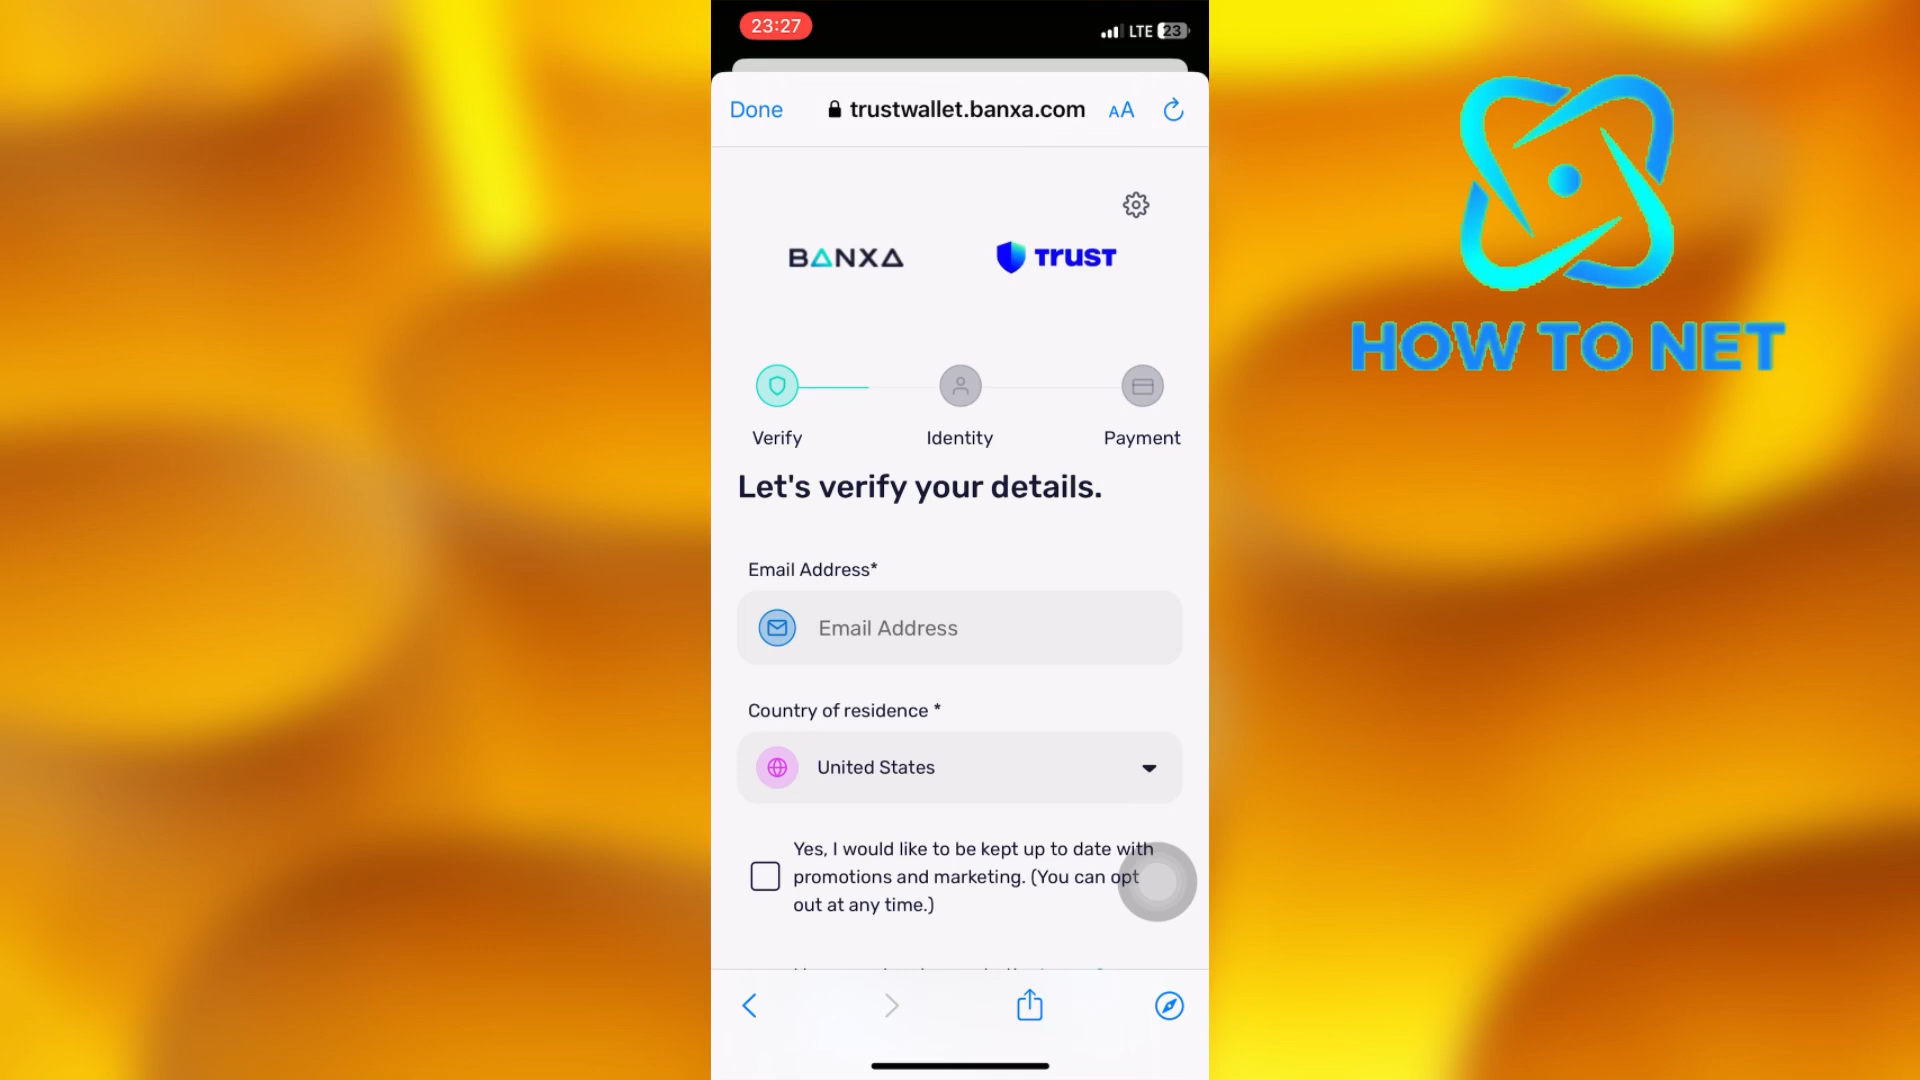 23:27
LTE 23
Done
trustwallet.banxa.com
AA
BANXA
TRUST
HOW TO NET
Verify
Identity
Payment
Let's verify your details.
Email Address*
Email Address
Country of residence *
United States
Yes, I would like to be kept up to date with
promotions and marketing. (You can opt
out at any time.)